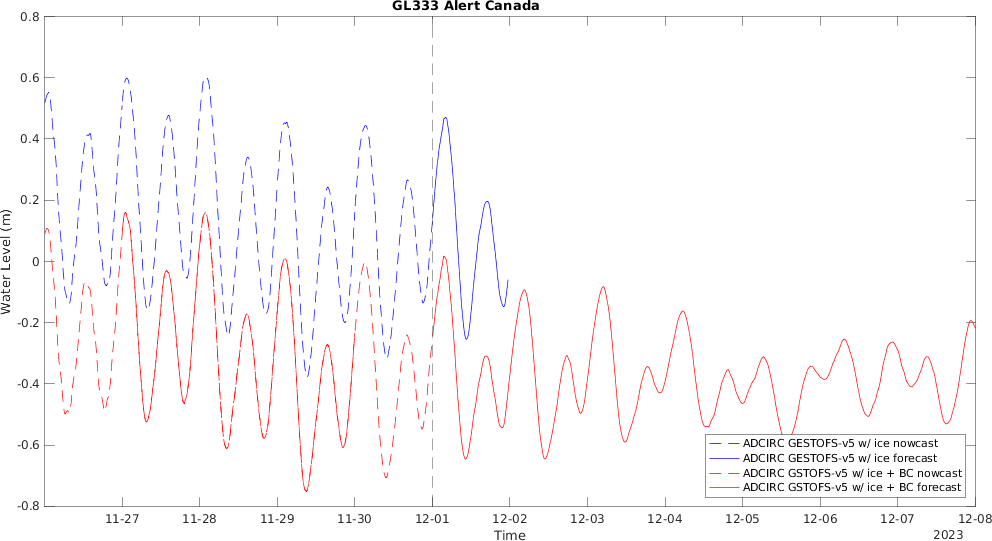 GL333 Alert Canada
Water Level (m)
0.8
0.6
0.4
0.2
0
-0.2
-0.4
-0.6
-0.8
ADCIRC GESTOFS-v5 w/ ice nowcast
ADCIRC GESTOFS-v5 w/ ice forecast
ADCIRC GSTOFS-v5 w/ ice + BC nowcast
ADCIRC GSTOFS-v5 w/ ice + BC forecast
11-27 11-28 11-29 11-30 12-01 12-02 12-03 12-04 12-05 12-06 12-07 12-08
Time
2023